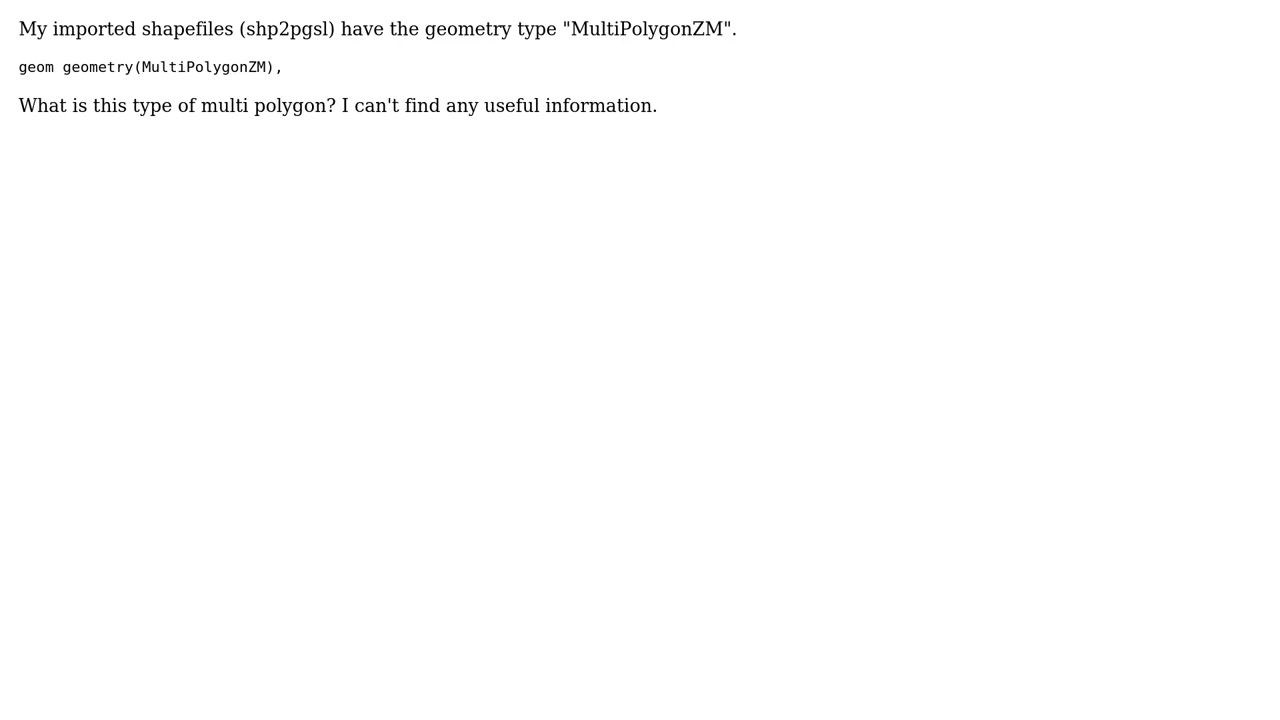 My imported shapefiles (shp2pgsl) have the geometry type "MultiPolygonZM".
geom geometry(MultiPolygonZM),
What is this type of multi polygon? I can't find any useful information.